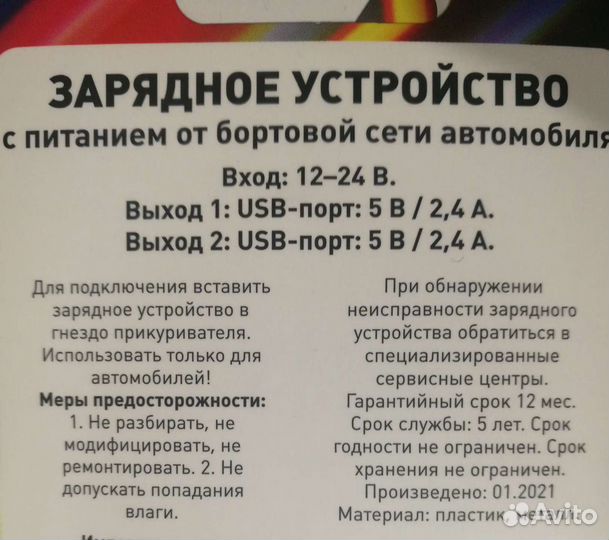 ЗАРЯДНОЕ УСТРОЙСТВО
с питанием от бортовой сети автомобиля
Вход: 12–24 В.
Выход 1: USB-порт: 5 В / 2,4 А.
Выход 2: USB-порт: 5 В / 2,4 А.
Для подключения вставить
зарядное устройство в
гнездо прикуривателя.
Использовать только для
автомобилей!
Меры предосторожности:
1. Не разбирать, не
модифицировать, не
ремонтировать. 2. Не
допускать попадания
влаги.
При обнаружении
неисправности зарядного
устройства обратиться в
специализированные
сервисные центры.
Гарантийный срок 12 мес.
Срок службы: 5 лет. Срок
годности не ограничен. Срок
хранения не ограничен.
Произведено: 01.2021
Материал: пластик, металл.
Avito